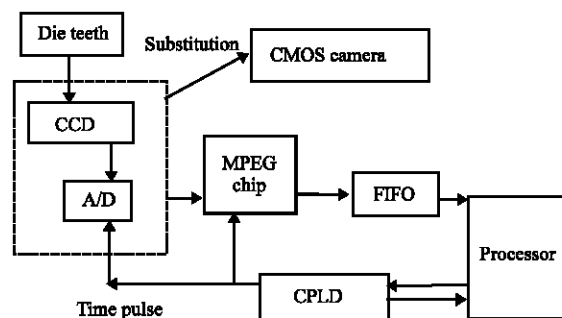 Die teeth
Substitution
CMOS camera
CCD
MPEG
chip
A/D
FIFO
Processor
CPLD
Time pulse